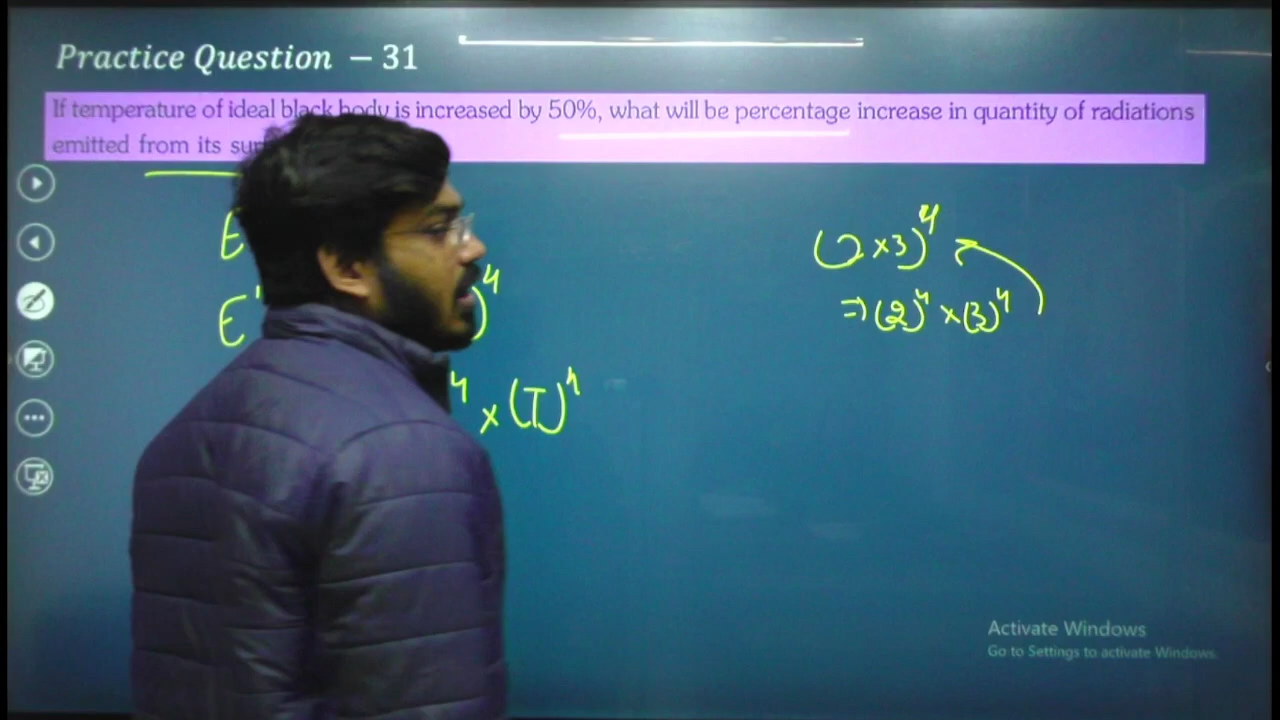 Practice Question – 31
If temperature of ideal black body is increased by 50%, what will be percentage increase in quantity of radiations
emitted from its
E
(2×3)^4
E' )^4
⇒ (2)^4 × (3)^4
4 × (T)^4
Activate Windows
Go to Settings to activate Windows.